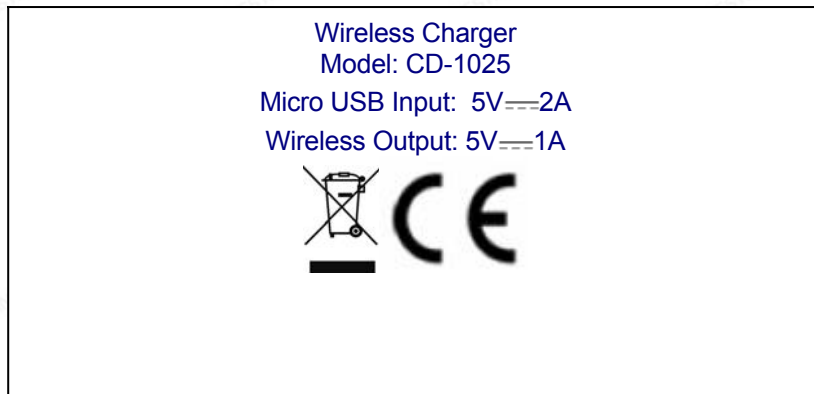 Wireless Charger
Model: CD-1025
Micro USB Input: 5V⎓2A
Wireless Output: 5V⎓1A
CE